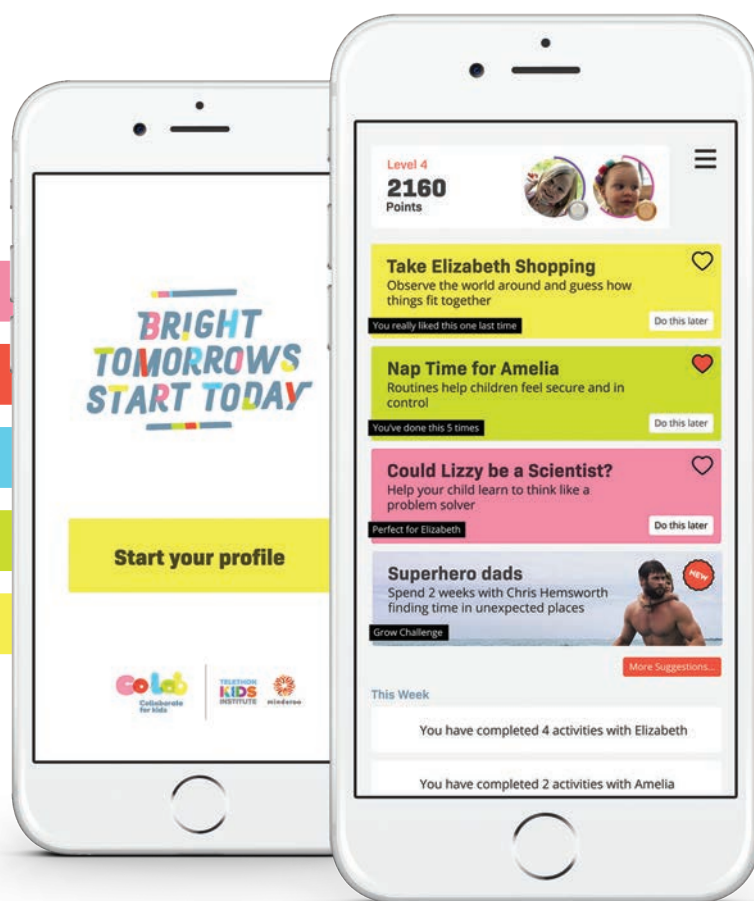 BRIGHT
TOMORROWS
START TODAY
Start your profile
CoLab
Collaborate
for kids
TELETHON
KIDS
INSTITUTE
minderoo
Level 4
2160
Points
Take Elizabeth Shopping
Observe the world around and guess how
things fit together
You really liked this one last time
Do this later
Nap Time for Amelia
Routines help children feel secure and in
control
You've done this 5 times
Do this later
Could Lizzy be a Scientist?
Help your child learn to think like a
problem solver
Perfect for Elizabeth
Do this later
Superhero dads
Spend 2 weeks with Chris Hemsworth
finding time in unexpected places
NEW
Grow Challenge
More Suggestions...
This Week
You have completed 4 activities with Elizabeth
You have completed 2 activities with Amelia